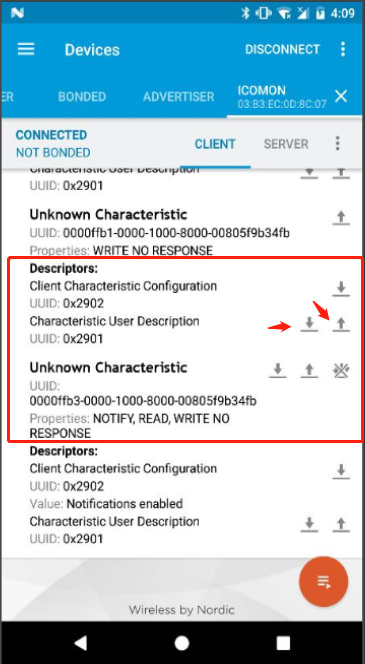 4:09
Devices
DISCONNECT
ER
BONDED
ADVERTISER
ICOMON
03:B3:EC:0D:8C:07
CONNECTED
NOT BONDED
CLIENT
SERVER
Characteristic User Description
UUID: 0x2901
Unknown Characteristic
UUID: 0000ffb1-0000-1000-8000-00805f9b34fb
Properties: WRITE NO RESPONSE
Descriptors:
Client Characteristic Configuration
UUID: 0x2902
Characteristic User Description
UUID: 0x2901
Unknown Characteristic
UUID:
0000ffb3-0000-1000-8000-00805f9b34fb
Properties: NOTIFY, READ, WRITE NO
RESPONSE
Descriptors:
Client Characteristic Configuration
UUID: 0x2902
Value: Notifications enabled
Characteristic User Description
UUID: 0x2901
Wireless by Nordic